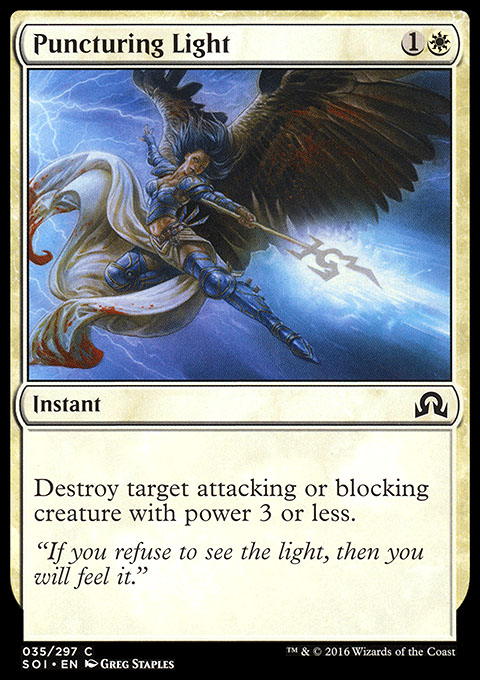 Puncturing Light 1
Instant
Destroy target attacking or blocking
creature with power 3 or less.
“If you refuse to see the light, then you
will feel it.”
035/297 C
SOI • EN Greg Staples
™ & © 2016 Wizards of the Coast